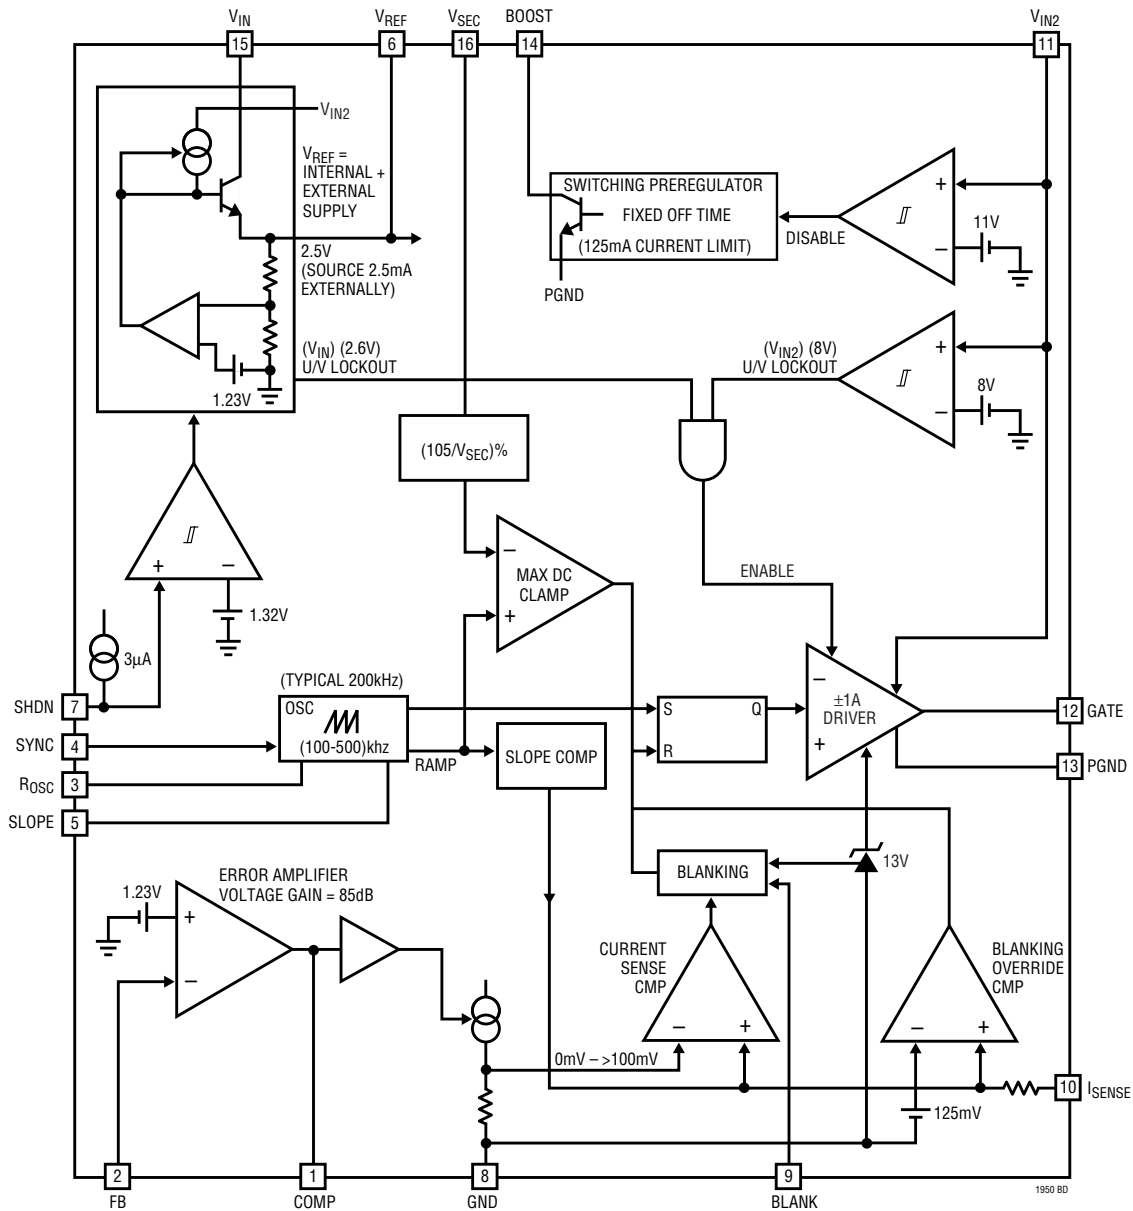 VIN
VREF
VSEC
BOOST
VIN2
15
6
16
14
11
VIN2
VREF =
INTERNAL +
EXTERNAL
SUPPLY
SWITCHING PREREGULATOR
FIXED OFF TIME
(125mA CURRENT LIMIT)
DISABLE
+
–
11V
PGND
2.5V
(SOURCE 2.5mA
EXTERNALLY)
1.23V
(VIN) (2.6V)
U/V LOCKOUT
(VIN2) (8V)
U/V LOCKOUT
+
–
8V
(105/VSEC)%
+
–
1.32V
–
MAX DC
CLAMP
+
ENABLE
3µA
(TYPICAL 200kHz)
SHDN
7
SYNC
4
ROSC
3
SLOPE
5
OSC
(100-500)khz
RAMP
SLOPE COMP
S
Q
R
–
±1A
DRIVER
+
12
GATE
13
PGND
ERROR AMPLIFIER
VOLTAGE GAIN = 85dB
1.23V
+
–
BLANKING
13V
CURRENT
SENSE
CMP
–
+
BLANKING
OVERRIDE
CMP
–
+
0mV – >100mV
10
ISENSE
125mV
2
1
8
9
FB
COMP
GND
BLANK
1950 BD